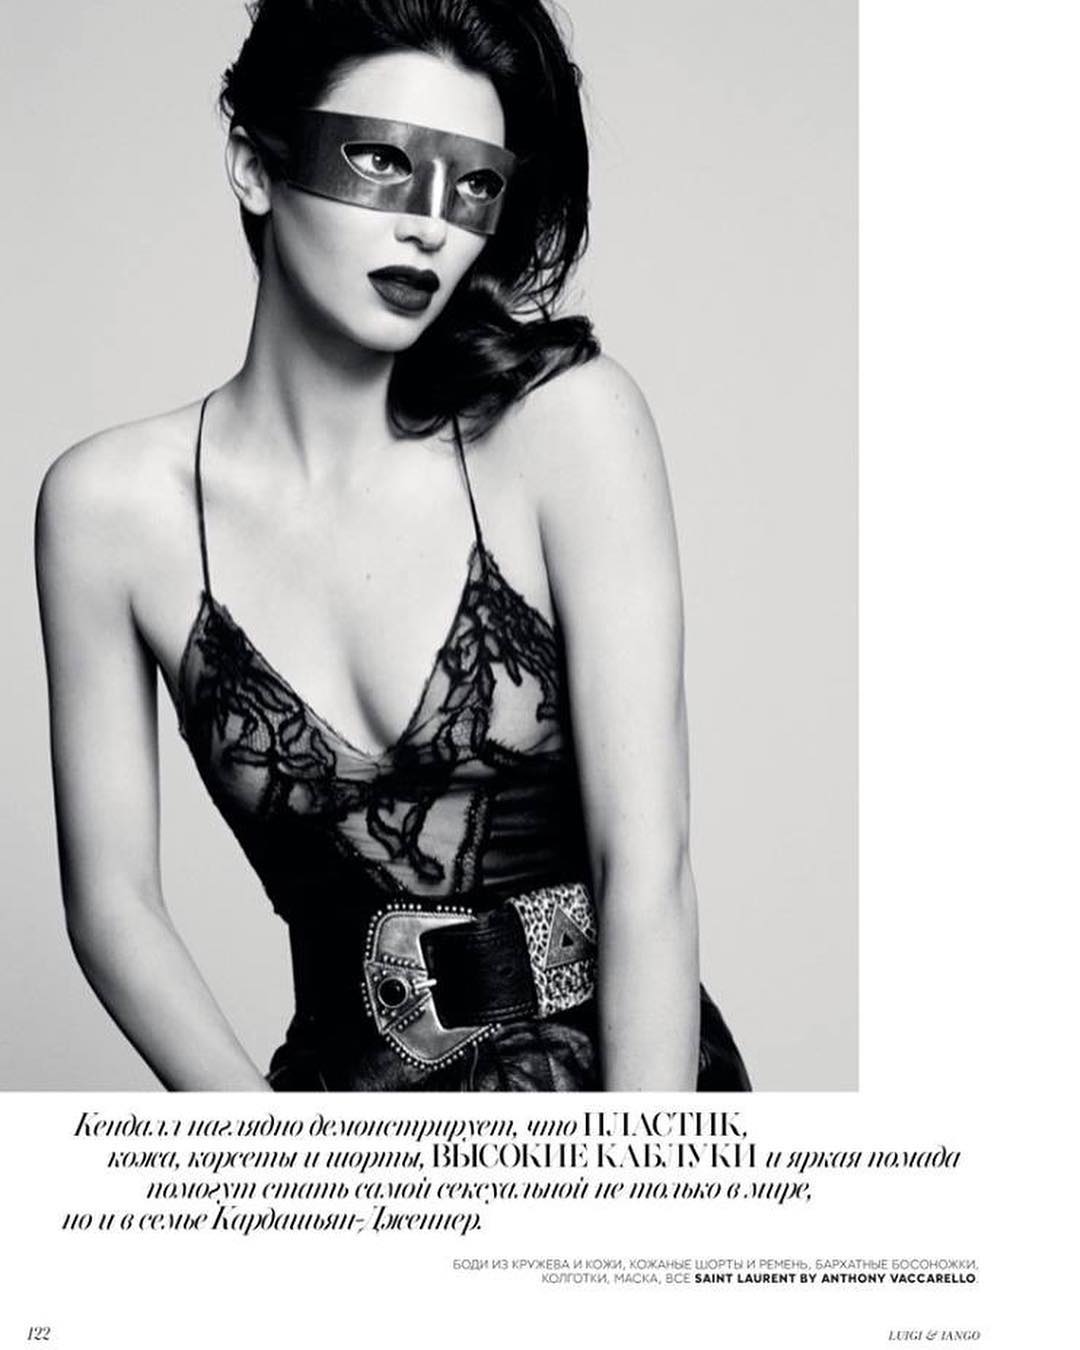 Кендалл наглядно демонстрирует, что ПЛАСТИК,
кожа, корсеты и шорты, ВЫСОКИЕ КАБЛУКИ и яркая помада
помогут стать самой сексуальной не только в мире,
но и в семье Кардашьян-Дженнер.
БОДИ ИЗ КРУЖЕВА И КОЖИ, КОЖАНЫЕ ШОРТЫ И РЕМЕНЬ, БАРХАТНЫЕ БОСОНОЖКИ,
КОЛГОТКИ, МАСКА, ВСЕ SAINT LAURENT BY ANTHONY VACCARELLO.
122
LUIGI & IANGO